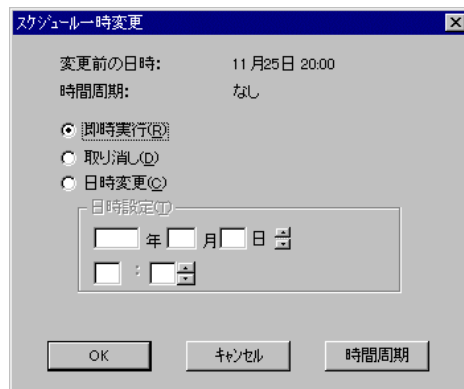 スケジュール一時変更
変更前の日時: 11月25日 20:00
時間周期: なし
即時実行(R)
取り消し(D)
日時変更(C)
日時設定(T)
年 月 日
:
OK キャンセル 時間周期